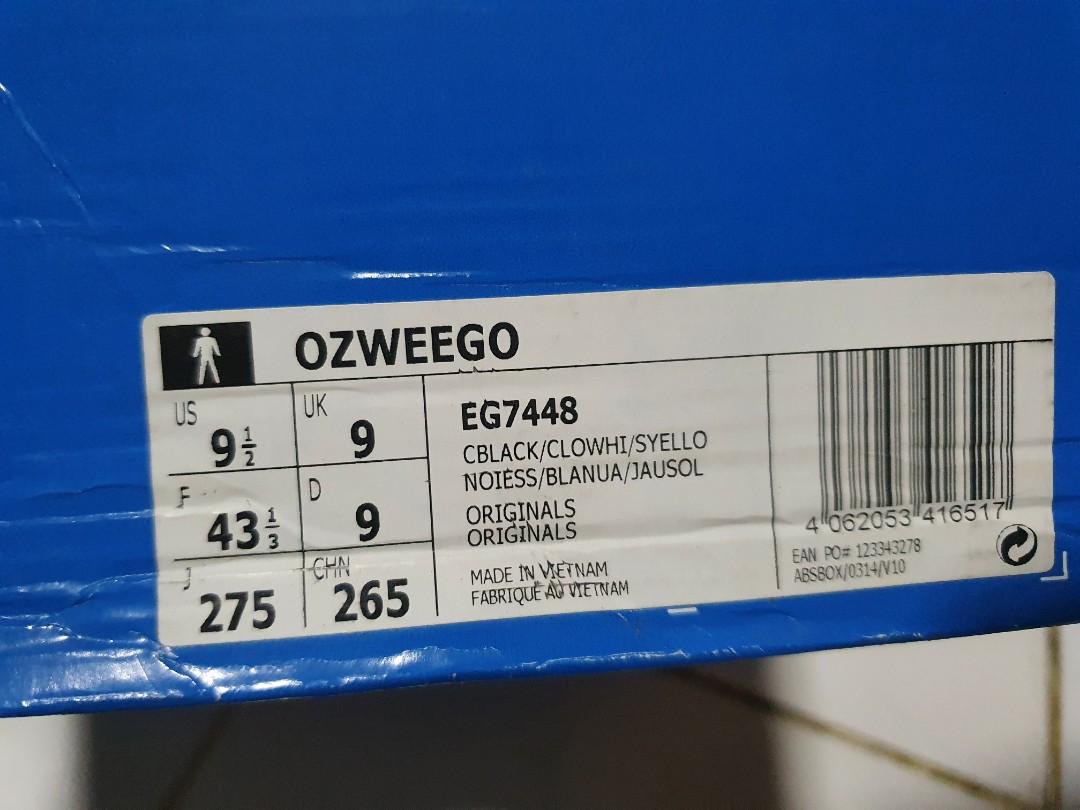 OZWEEGO
US 9 1/2
UK 9
F 43 1/3
D 9
J 275
CHN 265
EG7448
CBLACK/CLOWHI/SYELLO
NOIESS/BLANUA/JAUSOL
ORIGINALS
ORIGINALS
MADE IN VIETNAM
FABRIQUÉ AU VIETNAM
4 062053 416517
EAN PO# 123343278
ABSBOX/0314/V10